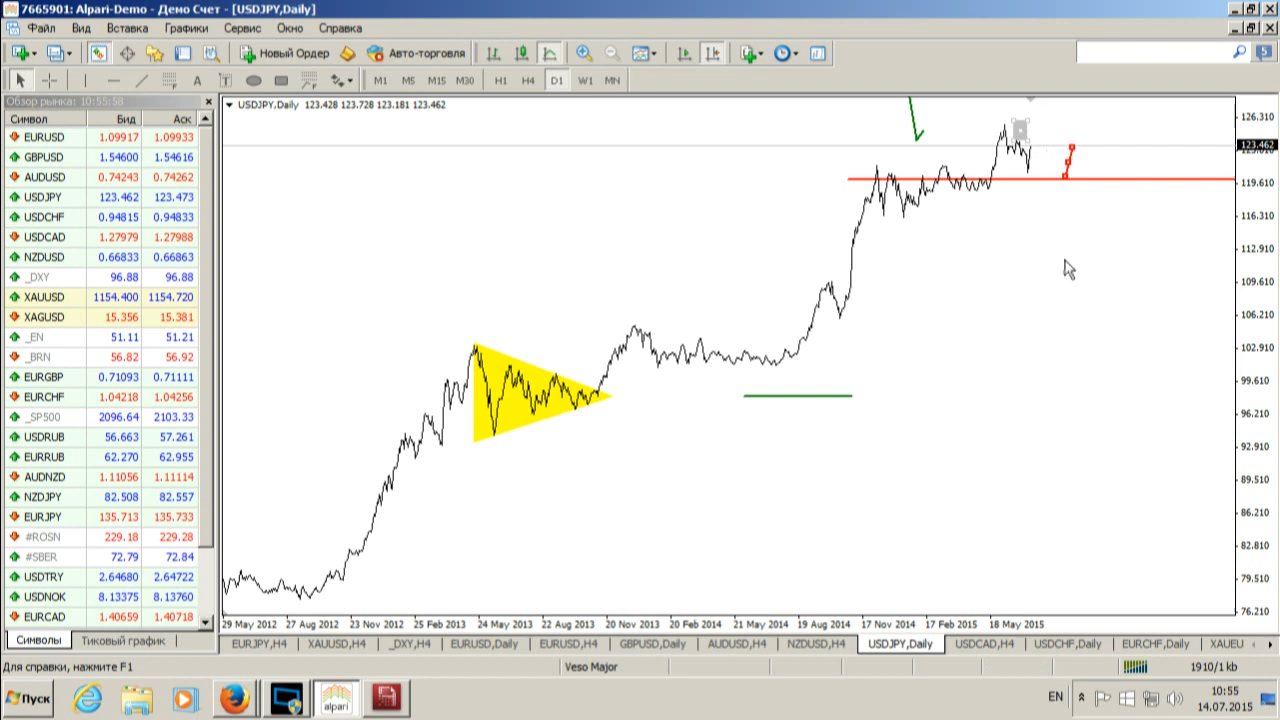 7665901: Alpari-Demo - Демо Счет - [USDJPY,Daily]
Файл Вид Вставка Графики Сервис Окно Справка
Новый Ордер Авто-торговля 5
A T M1 M5 M15 M30 H1 H4 D1 W1 MN
Обзор рынка: 10:55:58
Символ Бид Аск
EURUSD 1.09917 1.09933
GBPUSD 1.54600 1.54616
AUDUSD 0.74243 0.74262
USDJPY 123.462 123.473
USDCHF 0.94815 0.94833
USDCAD 1.27979 1.27988
NZDUSD 0.66833 0.66863
_DXY 96.88 96.88
XAUUSD 1154.400 1154.720
XAGUSD 15.356 15.381
_EN 51.11 51.21
_BRN 56.82 56.92
EURGBP 0.71093 0.71111
EURCHF 1.04218 1.04256
_SP500 2096.64 2103.33
USDRUB 56.663 57.261
EURRUB 62.270 62.955
AUDNZD 1.11056 1.11114
NZDJPY 82.508 82.557
EURJPY 135.713 135.733
#ROSN 229.18 229.28
#SBER 72.79 72.84
USDTRY 2.64680 2.64722
USDNOK 8.13375 8.13760
EURCAD 1.40659 1.40718
Символы Тиковый график
USDJPY,Daily 123.428 123.728 123.181 123.462
126.310
123.462
119.610
116.310
112.910
109.610
106.210
102.910
99.610
96.210
92.910
89.510
86.210
82.810
79.510
76.210
29 May 2012 27 Aug 2012 23 Nov 2012 25 Feb 2013 24 May 2013 22 Aug 2013 20 Nov 2013 20 Feb 2014 21 May 2014 19 Aug 2014 17 Nov 2014 17 Feb 2015 18 May 2015
EURJPY,H4 XAUUSD,H4 _DXY,H4 EURUSD,Daily EURUSD,H4 GBPUSD,Daily AUDUSD,H4 NZDUSD,H4 USDJPY,Daily USDCAD,H4 USDCHF,Daily EURCHF,Daily XAUEU
Для справки, нажмите F1 Veso Major 1910/1 kb
Пуск alpari EN 10:55
14.07.2015